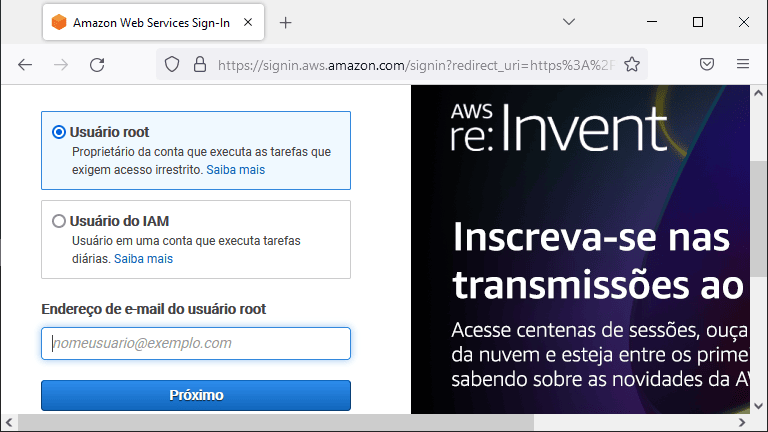 Amazon Web Services Sign-In
https://signin.aws.amazon.com/signin?redirect_uri=https%3A%2F
Usuário root
Proprietário da conta que executa as tarefas que
exigem acesso irrestrito. Saiba mais
Usuário do IAM
Usuário em uma conta que executa tarefas
diárias. Saiba mais
Endereço de e-mail do usuário root
nomeusuario@exemplo.com
Próximo
AWS
re:Invent
Inscreva-se nas
transmissões ao
Acesse centenas de sessões, ouça
da nuvem e esteja entre os prime
sabendo sobre as novidades da AW